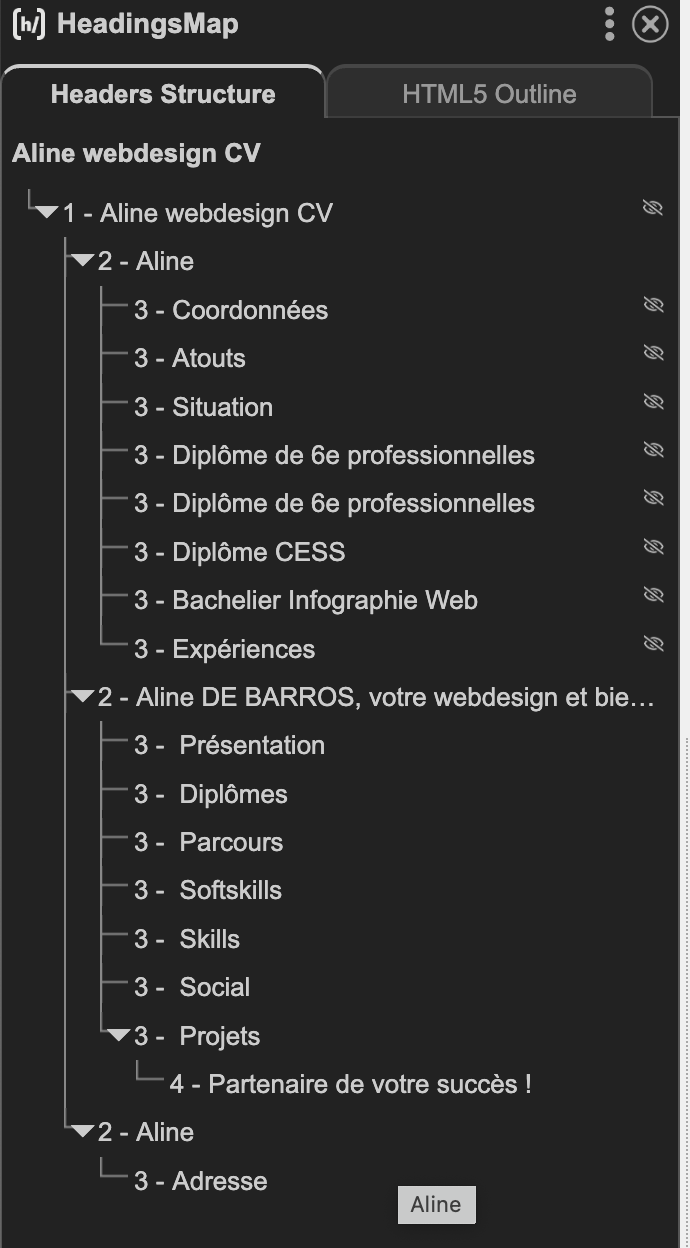 [h/] HeadingsMap
Headers Structure
HTML5 Outline
Aline webdesign CV
1 - Aline webdesign CV
2 - Aline
3 - Coordonnées
3 - Atouts
3 - Situation
3 - Diplôme de 6e professionnelles
3 - Diplôme de 6e professionnelles
3 - Diplôme CESS
3 - Bachelier Infographie Web
3 - Expériences
2 - Aline DE BARROS, votre webdesign et bie...
3 - Présentation
3 - Diplômes
3 - Parcours
3 - Softskills
3 - Skills
3 - Social
3 - Projets
4 - Partenaire de votre succès !
2 - Aline
3 - Adresse
Aline